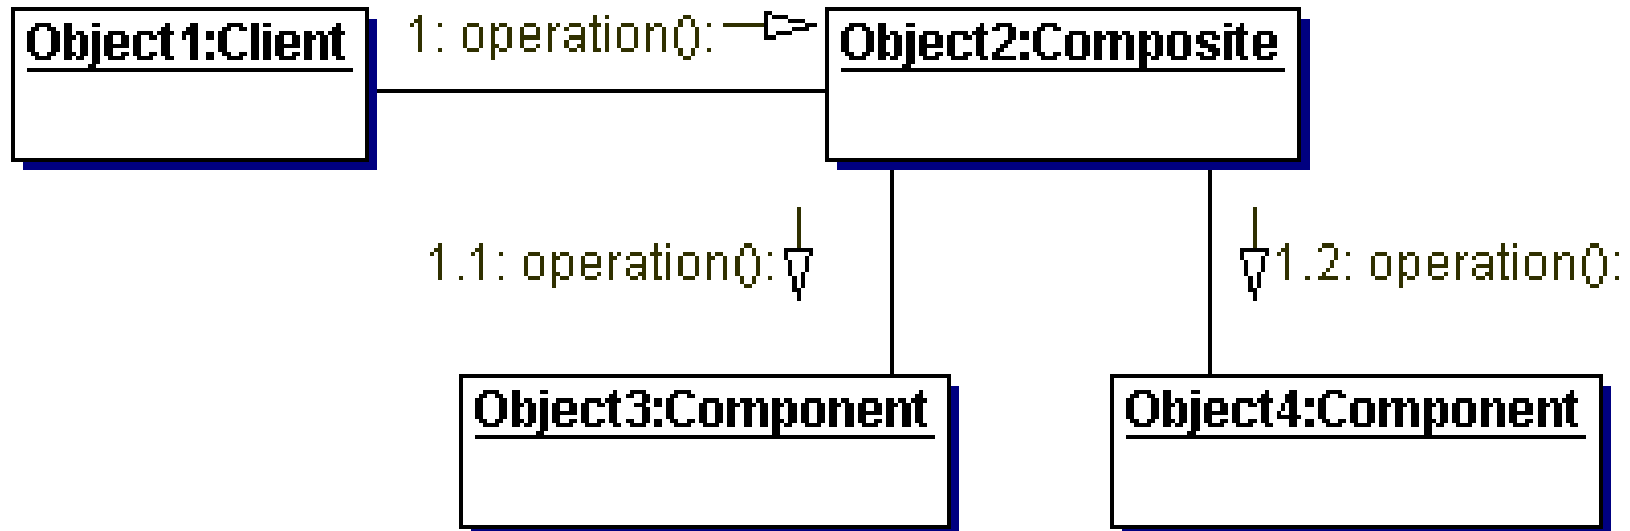 Object1:Client
1: operation():
Object2:Composite
1.1: operation():
1.2: operation():
Object3:Component
Object4:Component